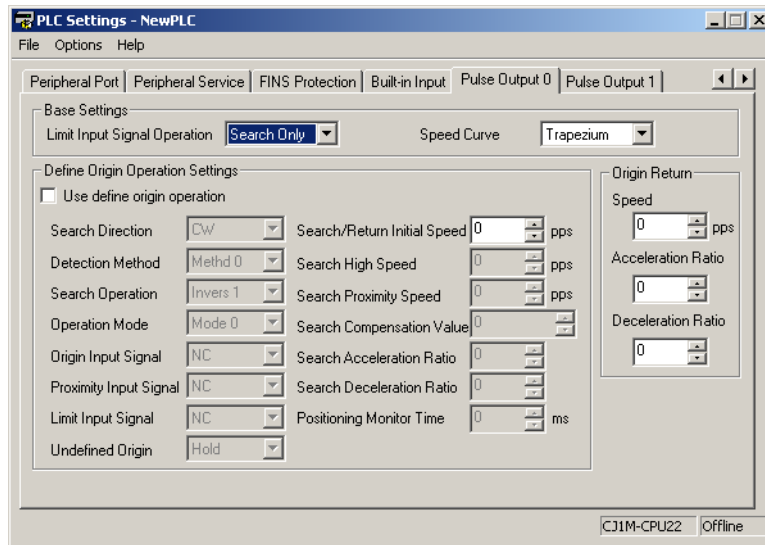 PLC Settings - NewPLC
File Options Help
Peripheral Port Peripheral Service FINS Protection Built-in Input Pulse Output 0 Pulse Output 1
Base Settings
Limit Input Signal Operation Search Only Speed Curve Trapezium
Define Origin Operation Settings
Use define origin operation
Search Direction CW Search/Return Initial Speed 0 pps
Detection Method Methd 0 Search High Speed 0 pps
Search Operation Invers 1 Search Proximity Speed 0 pps
Operation Mode Mode 0 Search Compensation Value 0
Origin Input Signal NC Search Acceleration Ratio 0
Proximity Input Signal NC Search Deceleration Ratio 0
Limit Input Signal NC Positioning Monitor Time 0 ms
Undefined Origin Hold
Origin Return
Speed
0 pps
Acceleration Ratio
0
Deceleration Ratio
0
CJ1M-CPU22 Offline